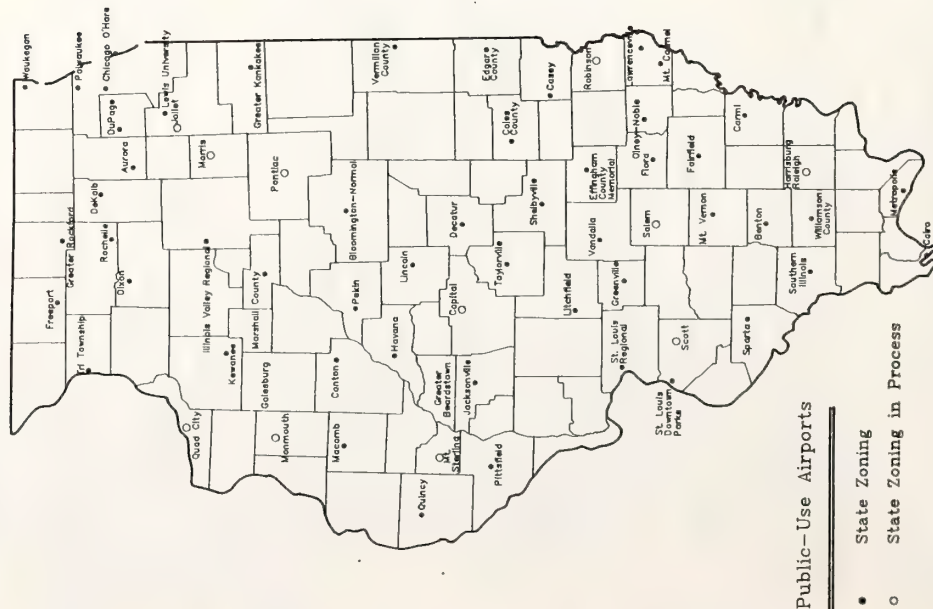 Waukegan
Palwaukee
Chicago O'Hare
DuPage
Lewis University
Joliet
Aurora
Morris
DeKalb
Greater Rockford
Rochelle
Dixon
Freeport
Tri Township
Greater Kankakee
Pontiac
Illinois Valley Regional
Marshall
County
Kewanee
Galesburg
Quad City
Monmouth
Macomb
Canton
Pekin
Bloomington-Normal
Vermilion
County
Edgar
County
Coles
County
Casey
Lincoln
Decatur
Havana
Capital
Taylorville
Shelbyville
Greater
Beardstown
Jacksonville
Mt.
Sterling
Pittsfield
Quincy
Litchfield
Vandalia
Greenville
Effingham
County
Memorial
Robinson
Lawrenceville
Mt. Carmel
Olney-Noble
Flora
Fairfield
Carmi
Salem
Mt. Vernon
Benton
Harrisburg
Raleigh
Williamson
County
Metropolis
Cairo
Southern
Illinois
Sparta
Scott
St. Louis
Regional
St. Louis
Downtown
Parks
Public-Use Airports
State Zoning
State Zoning in Process